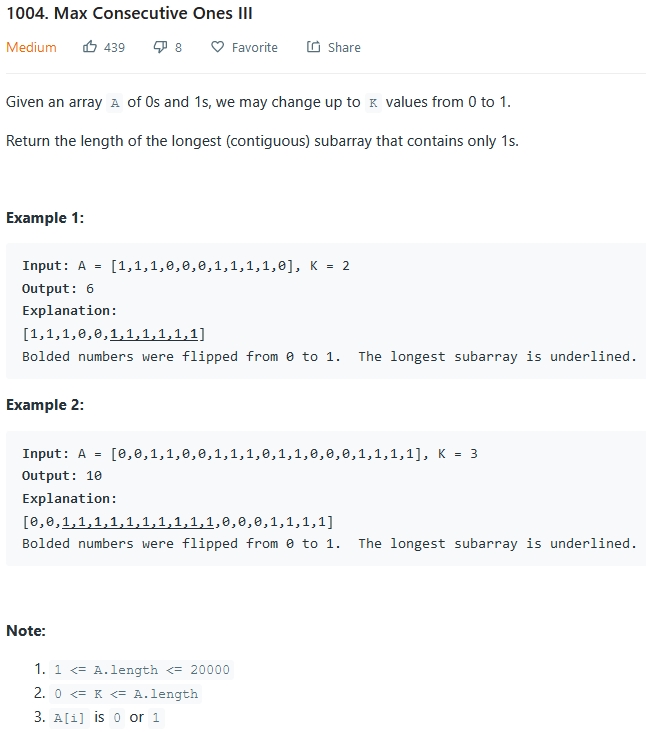 1004. Max Consecutive Ones III
Medium 439 8 Favorite Share
Given an array A of 0s and 1s, we may change up to K values from 0 to 1.
Return the length of the longest (contiguous) subarray that contains only 1s.
Example 1:
Input: A = [1,1,1,0,0,0,1,1,1,1,0], K = 2
Output: 6
Explanation:
[1,1,1,0,0,1,1,1,1,1,1]
Bolded numbers were flipped from 0 to 1. The longest subarray is underlined.
Example 2:
Input: A = [0,0,1,1,0,0,1,1,1,0,1,1,0,0,0,1,1,1,1], K = 3
Output: 10
Explanation:
[0,0,1,1,1,1,1,1,1,1,1,1,0,0,0,1,1,1,1]
Bolded numbers were flipped from 0 to 1. The longest subarray is underlined.
Note:
1. 1 <= A.length <= 20000
2. 0 <= K <= A.length
3. A[i] is 0 or 1